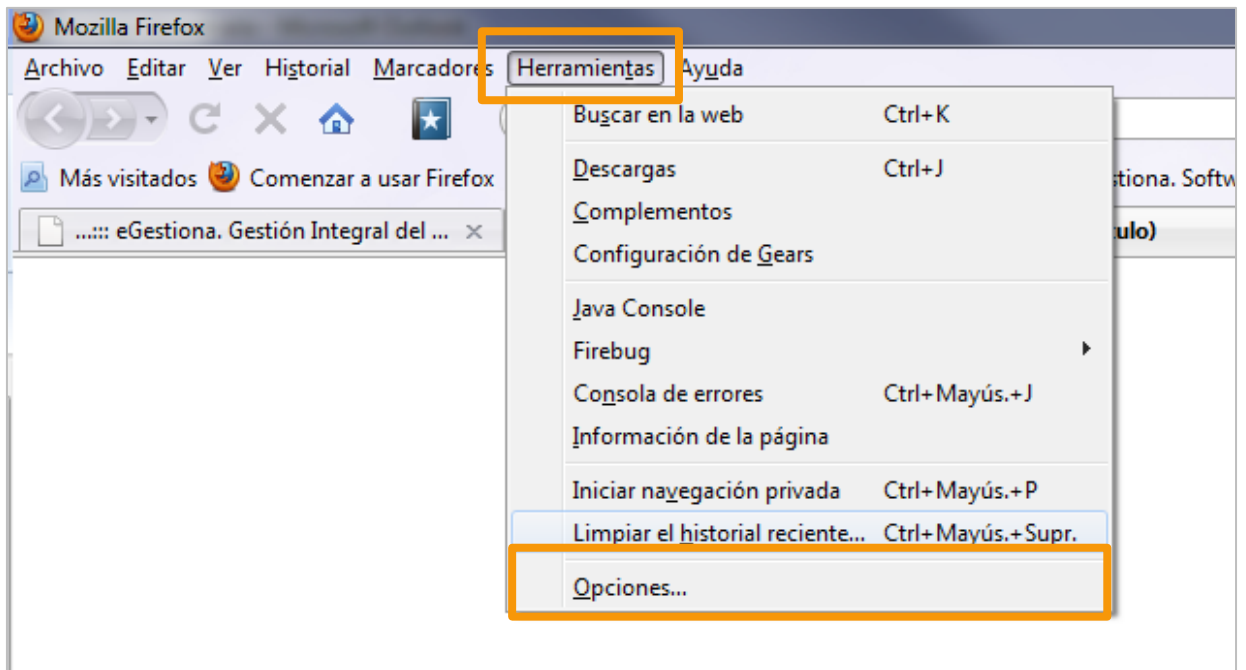 Mozilla Firefox
Archivo Editar Ver Historial Marcadores Herramientas Ayuda
Buscar en la web Ctrl+K
Más visitados Comenzar a usar Firefox
Descargas Ctrl+J
stiona. Softw
Complementos
...::: eGestiona. Gestión Integral del ...
ulo)
Configuración de Gears
Java Console
Firebug
Consola de errores Ctrl+Mayús.+J
Información de la página
Iniciar navegación privada Ctrl+Mayús.+P
Limpiar el historial reciente... Ctrl+Mayús.+Supr.
Opciones...